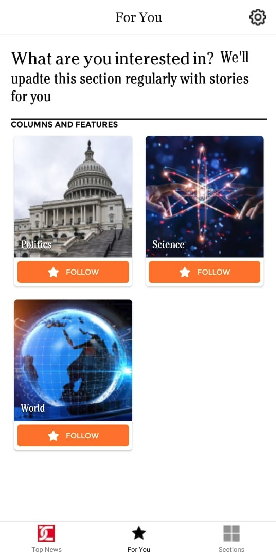 For You
What are you interested in? We'll
upadte this section regularly with stories
for you
COLUMNS AND FEATURES
Politics
Science
FOLLOW
FOLLOW
World
FOLLOW
Top News
For You
Sections